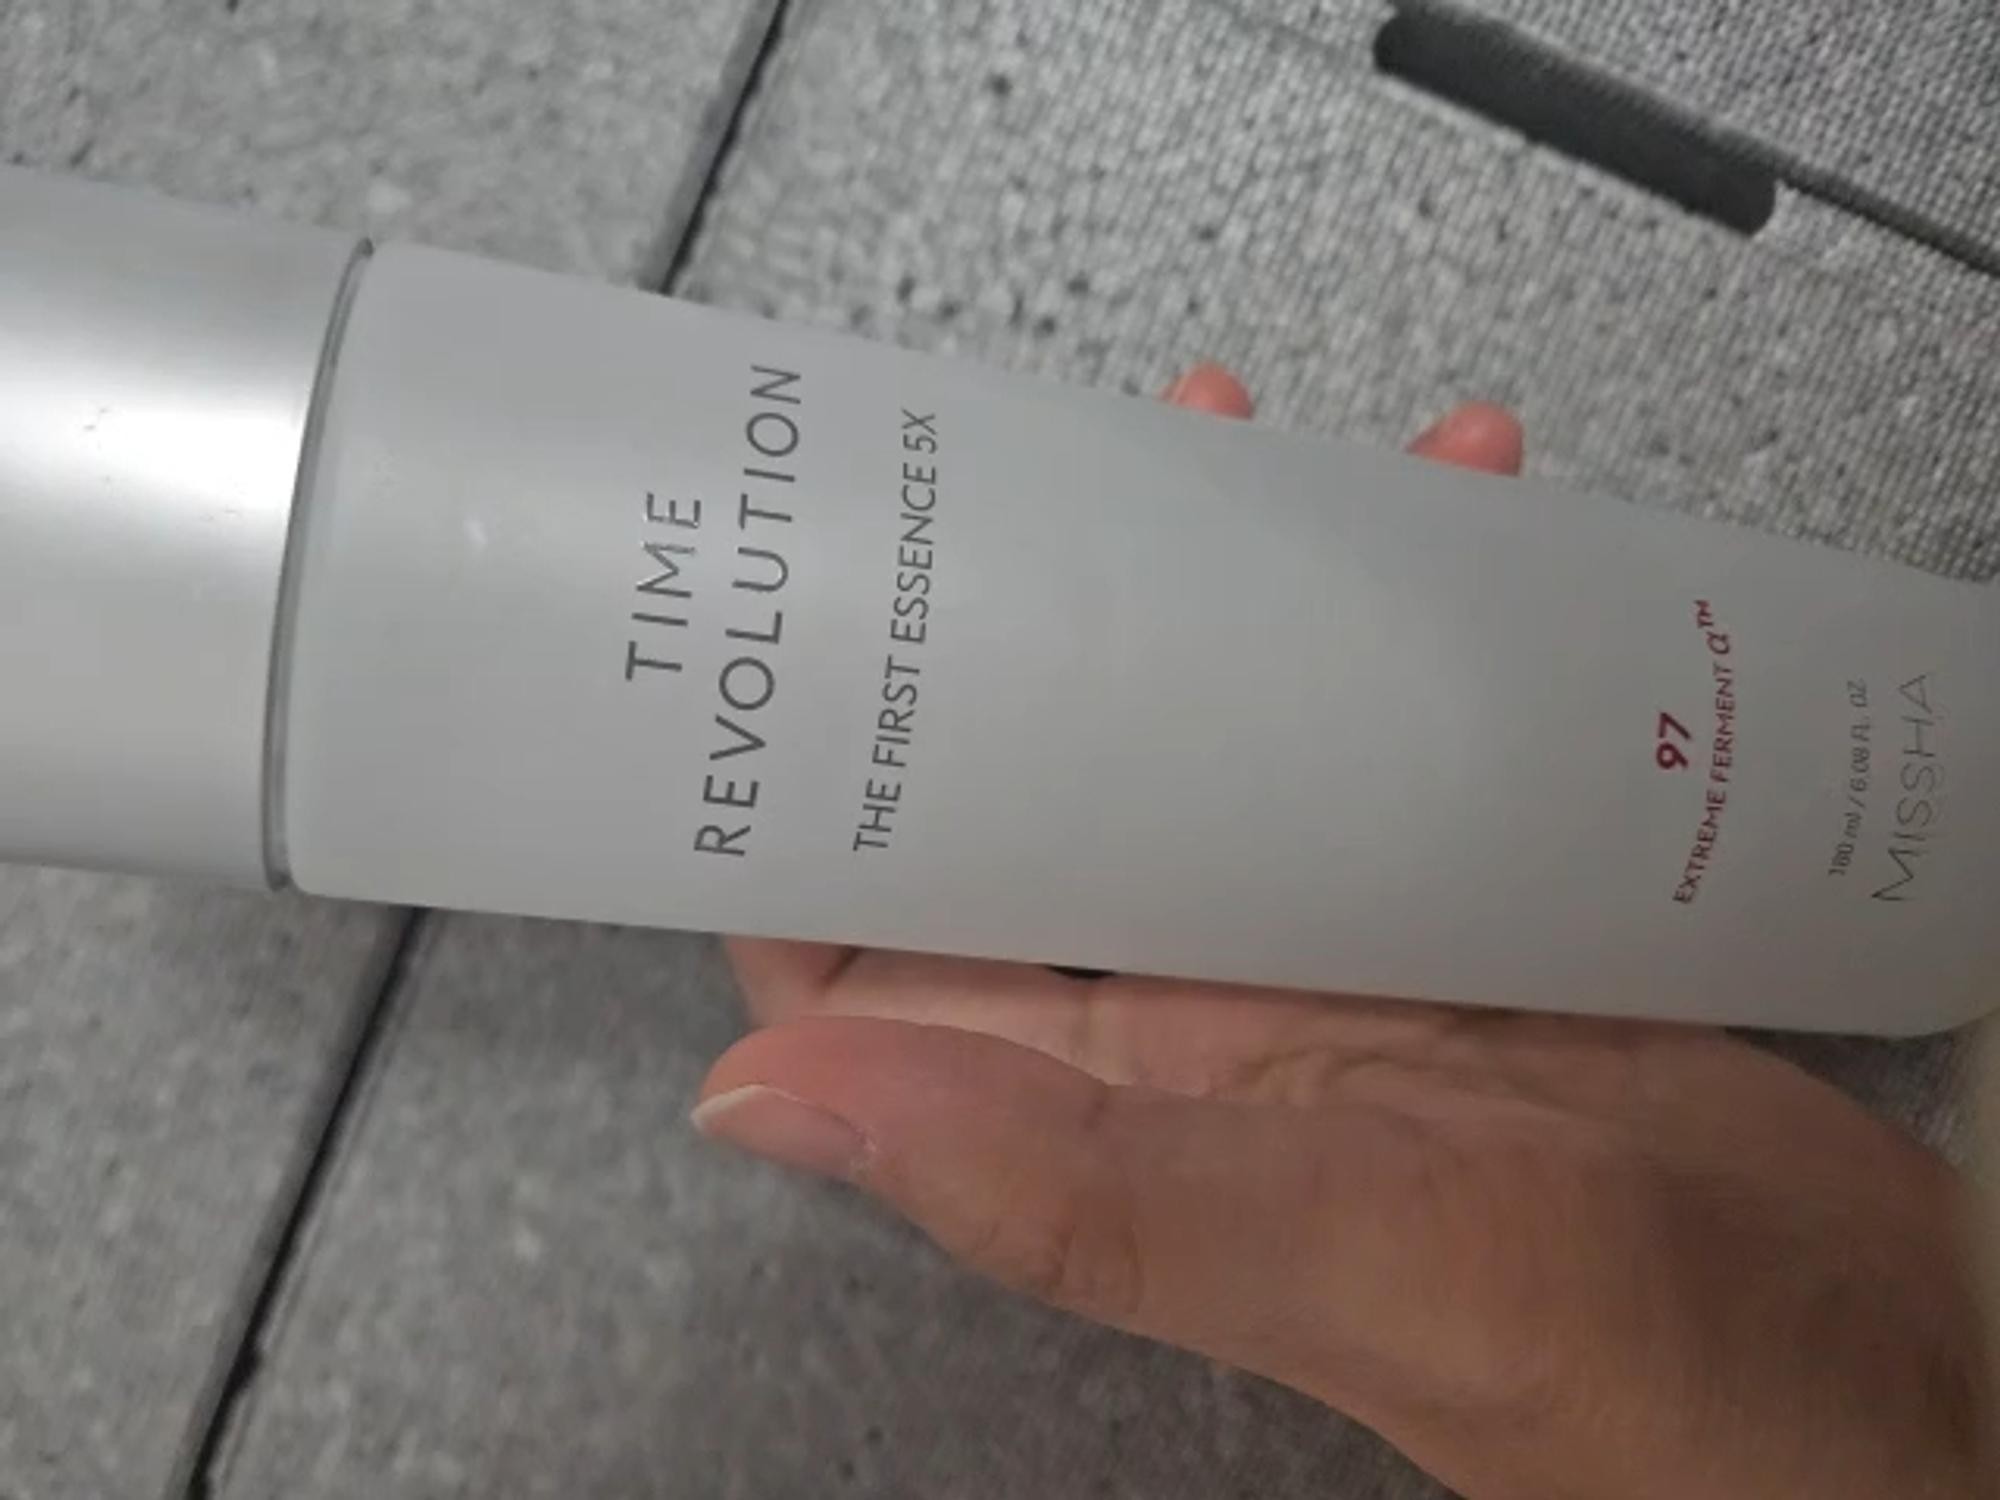 TIME
REVOLUTION
THE FIRST ESSENCE 5X
97
EXTREME FERMENT α™
180 ml / 6.08 fl. oz
MISSHA